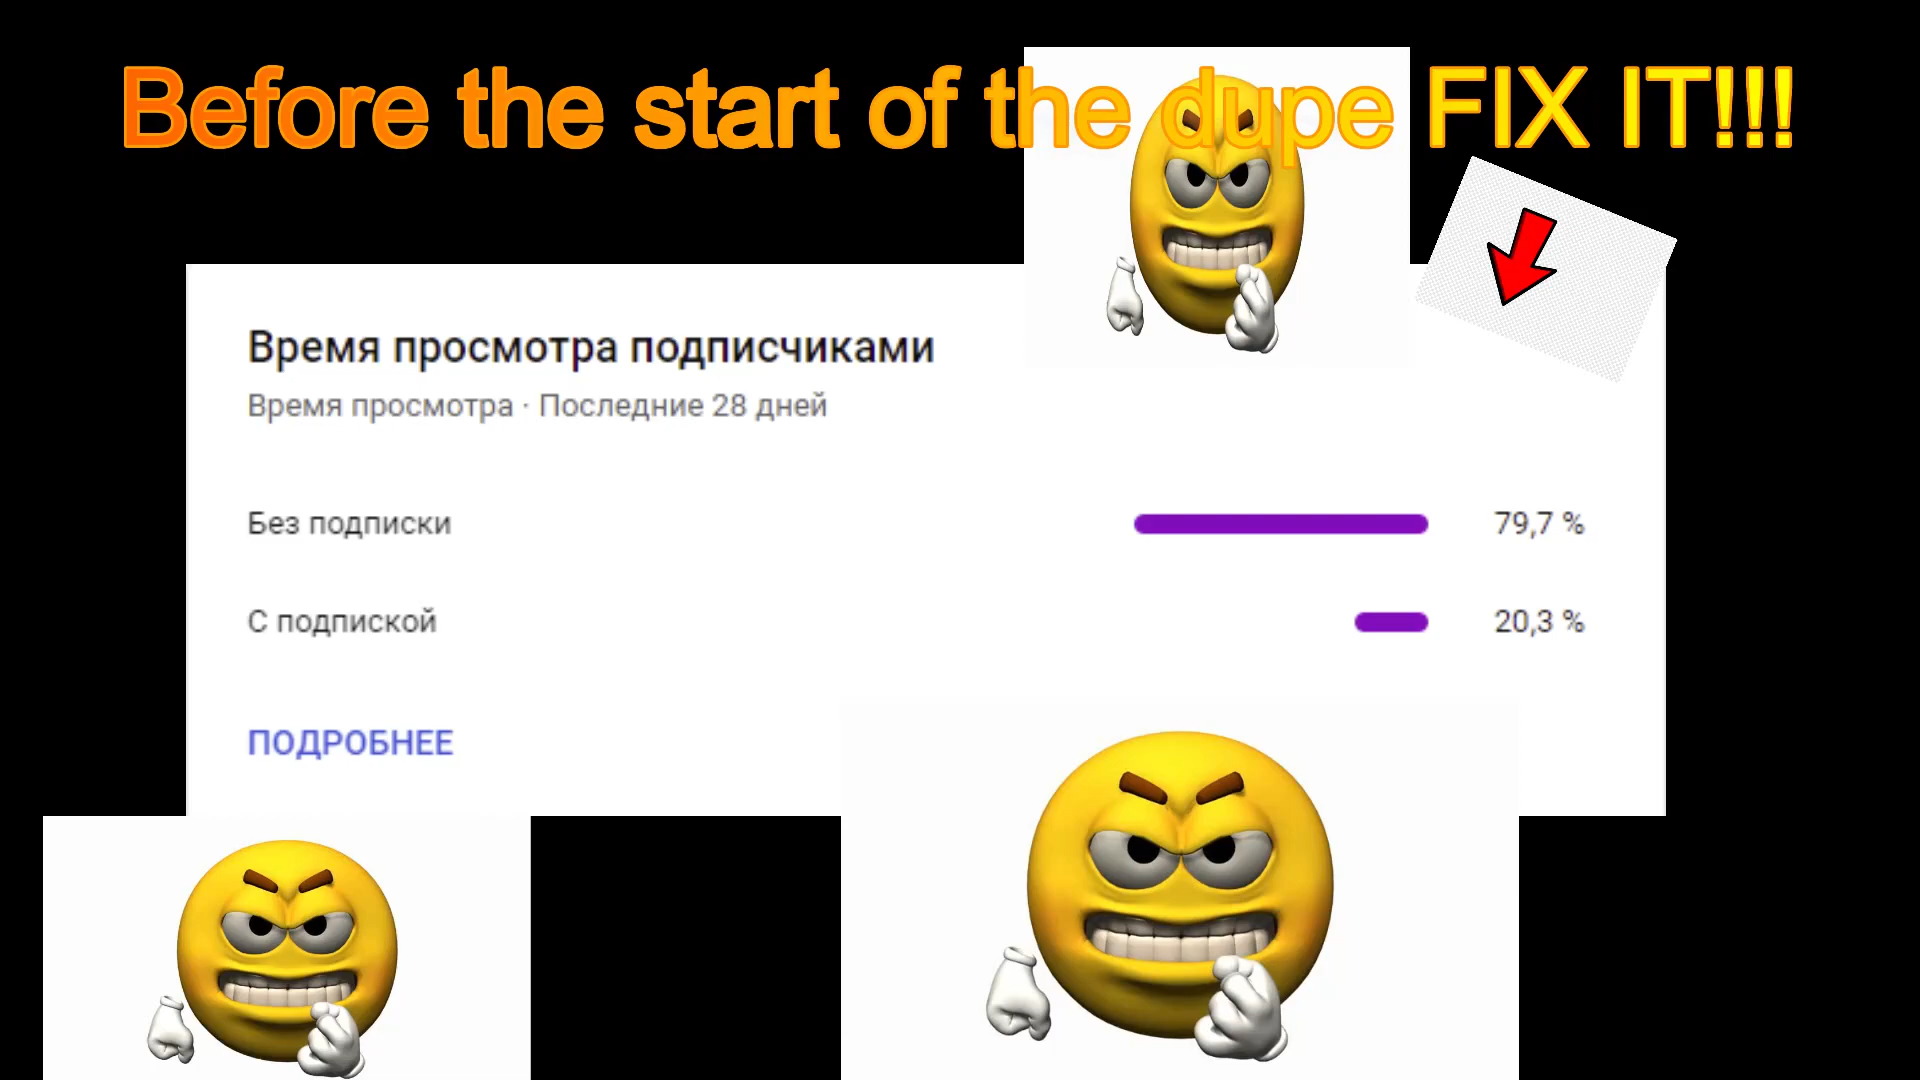 Before the start of the dupe FIX IT!!!
Время просмотра подписчиками
Время просмотра · Последние 28 дней
Без подписки 79,7 %
С подпиской 20,3 %
ПОДРОБНЕЕ